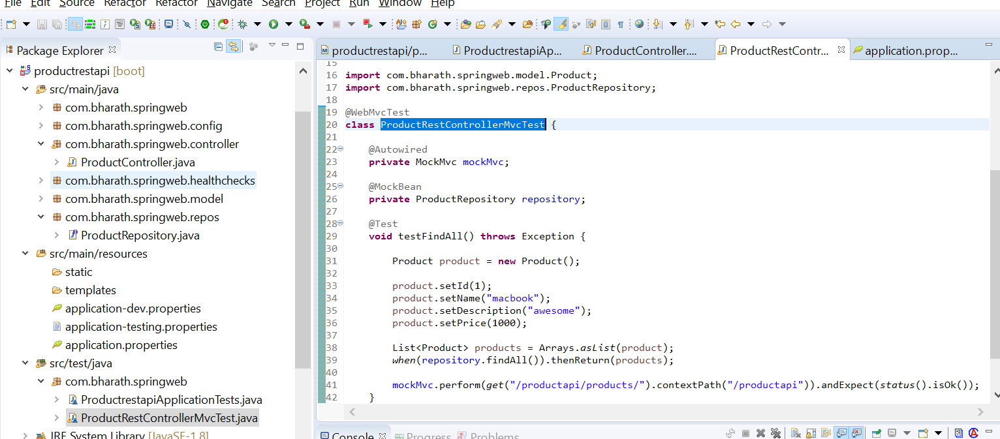 File Edit Source Refactor Refactor Navigate Search Project Run Window Help
Package Explorer
productrestapi [boot]
src/main/java
com.bharath.springweb
com.bharath.springweb.config
com.bharath.springweb.controller
ProductController.java
com.bharath.springweb.healthchecks
com.bharath.springweb.model
com.bharath.springweb.repos
ProductRepository.java
src/main/resources
static
templates
application-dev.properties
application-testing.properties
application.properties
src/test/java
com.bharath.springweb
ProductrestapiApplicationTests.java
ProductRestControllerMvcTest.java
JRE System Library [JavaSE-1.8]
productrestapi/p... ProductrestapiAp... ProductController.... ProductRestContr... application.prop...
15
16 import com.bharath.springweb.model.Product;
17 import com.bharath.springweb.repos.ProductRepository;
18
19 @WebMvcTest
20 class ProductRestControllerMvcTest {
21
22 @Autowired
23 private MockMvc mockMvc;
24
25 @MockBean
26 private ProductRepository repository;
27
28 @Test
29 void testFindAll() throws Exception {
30
31 Product product = new Product();
32
33 product.setId(1);
34 product.setName("macbook");
35 product.setDescription("awesome");
36 product.setPrice(1000);
37
38 List<Product> products = Arrays.asList(product);
39 when(repository.findAll()).thenReturn(products);
40
41 mockMvc.perform(get("/productapi/products/").contextPath("/productapi")).andExpect(status().isOk());
42 }
Console Progress Problems